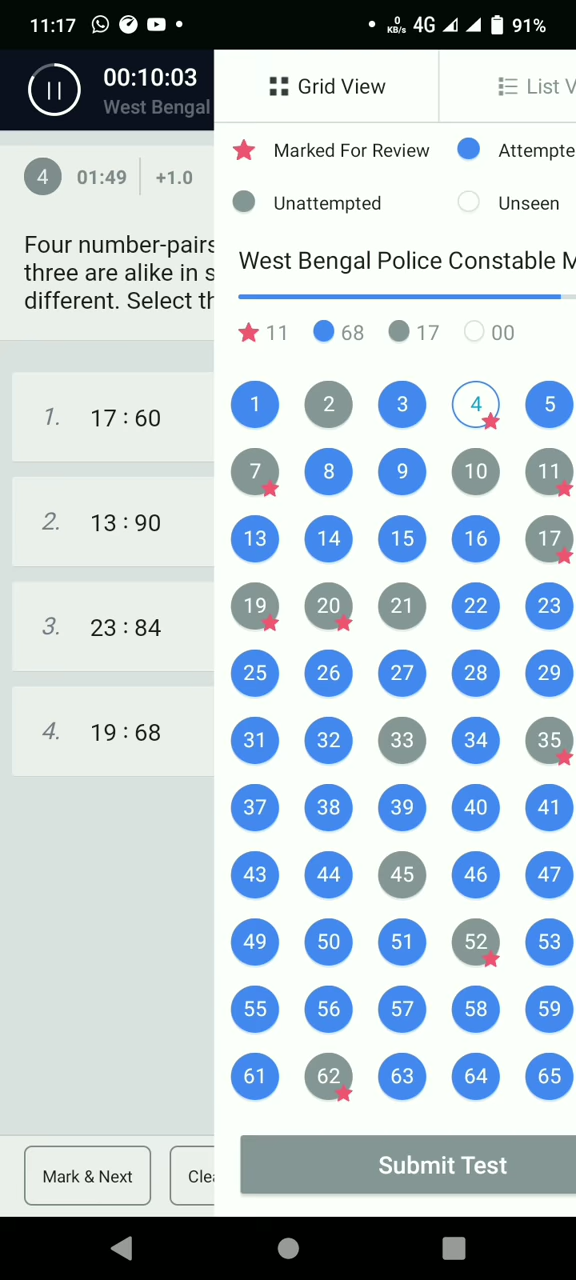 11:17
0 KB/s 4G 91%
00:10:03
West Bengal
Grid View
List V
Marked For Review
Attempte
Unattempted
Unseen
4 01:49 +1.0
Four number-pairs
three are alike in s
different. Select th
West Bengal Police Constable M
11 68 17 00
1. 17 : 60
2. 13 : 90
3. 23 : 84
4. 19 : 68
1 2 3 4 5
7 8 9 10 11
13 14 15 16 17
19 20 21 22 23
25 26 27 28 29
31 32 33 34 35
37 38 39 40 41
43 44 45 46 47
49 50 51 52 53
55 56 57 58 59
61 62 63 64 65
Mark & Next
Clea
Submit Test